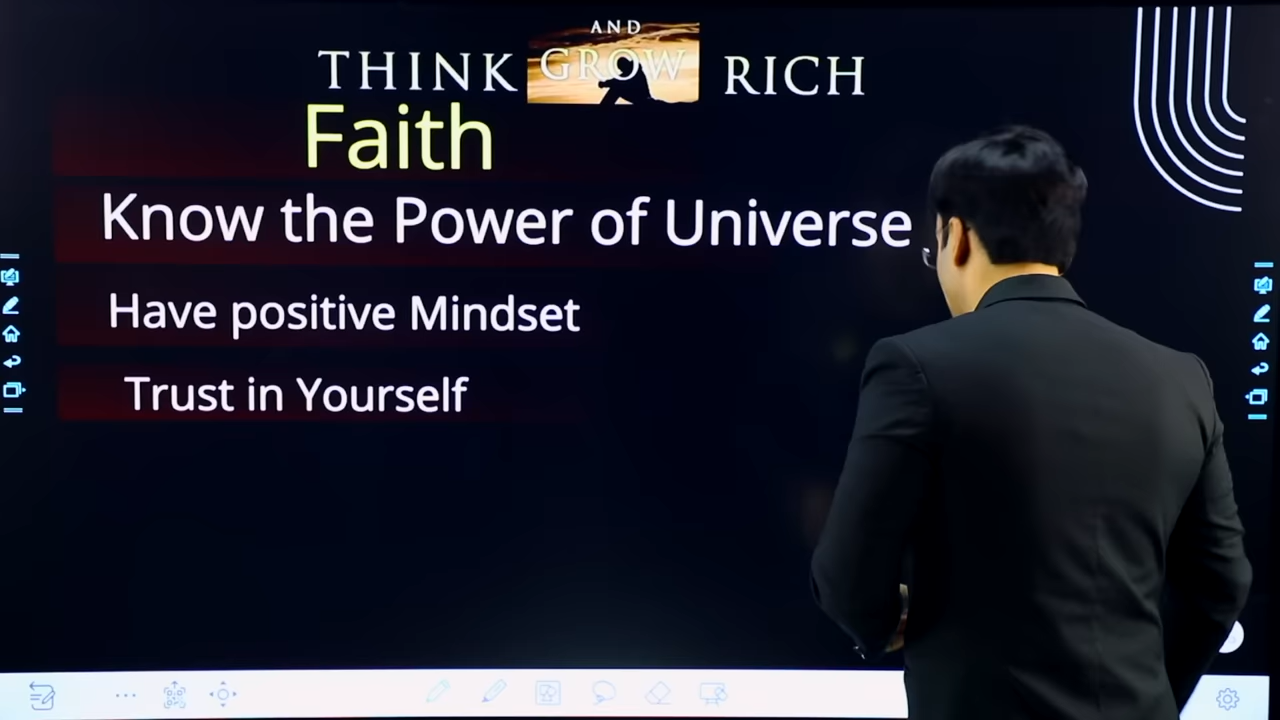 THINK AND GROW RICH
Faith
Know the Power of Universe
Have positive Mindset
Trust in Yourself